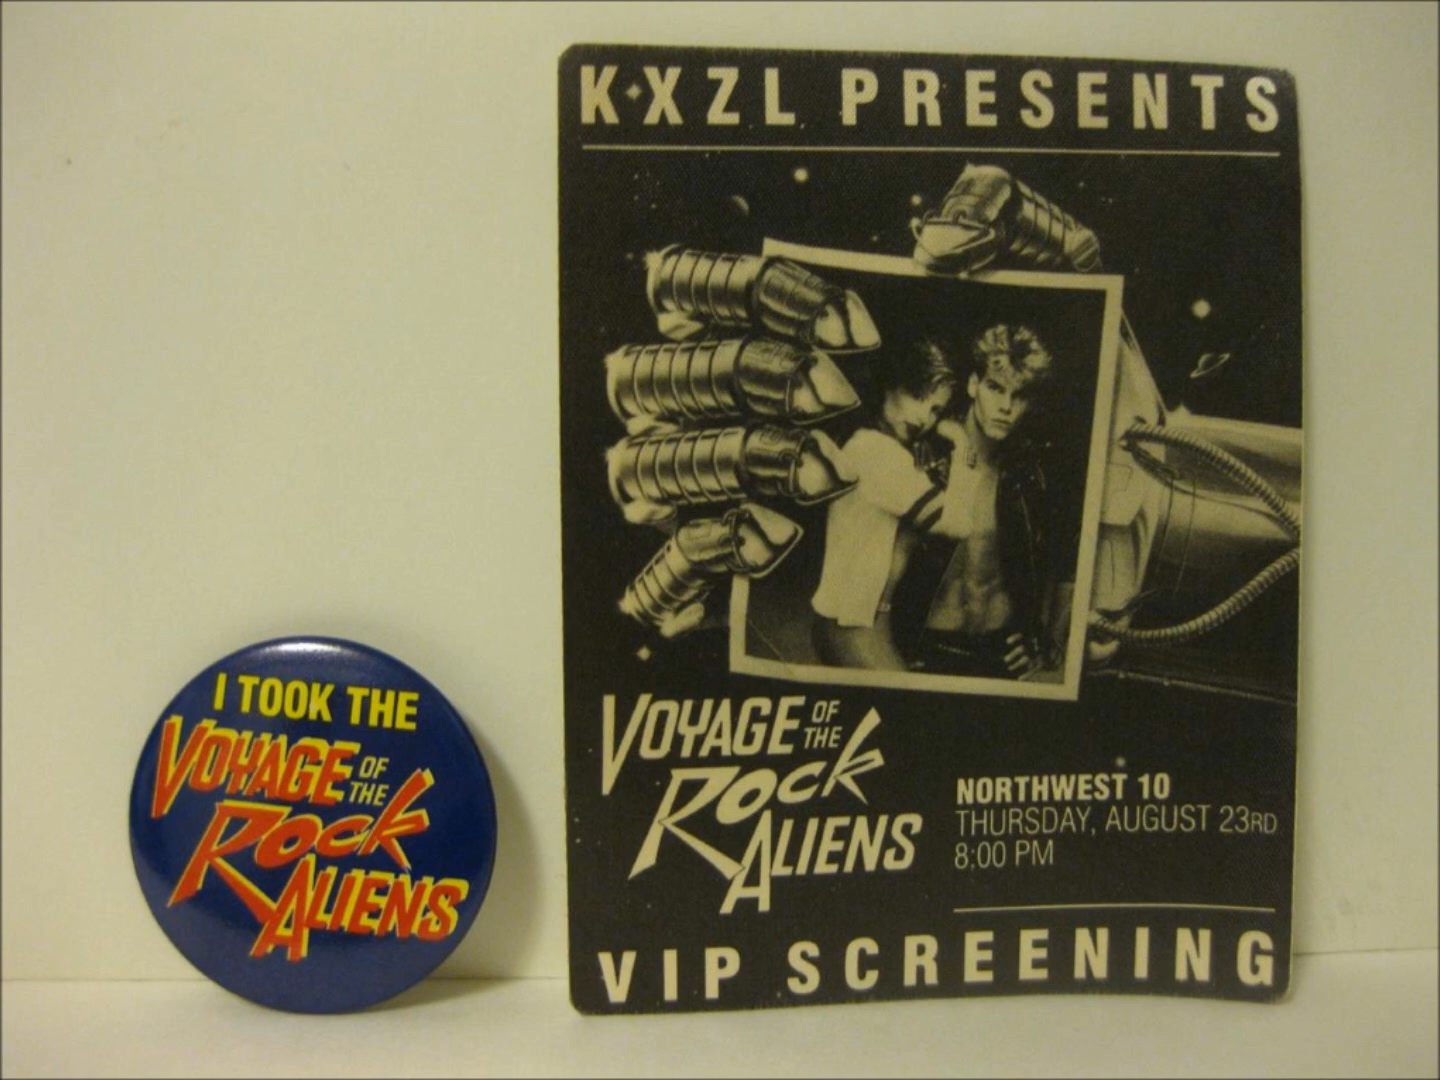 I TOOK THE
VOYAGE OF THE
ROCK
ALIENS
KXZL PRESENTS
VOYAGE OF THE
ROCK
ALIENS
NORTHWEST 10
THURSDAY, AUGUST 23RD
8:00 PM
VIP SCREENING